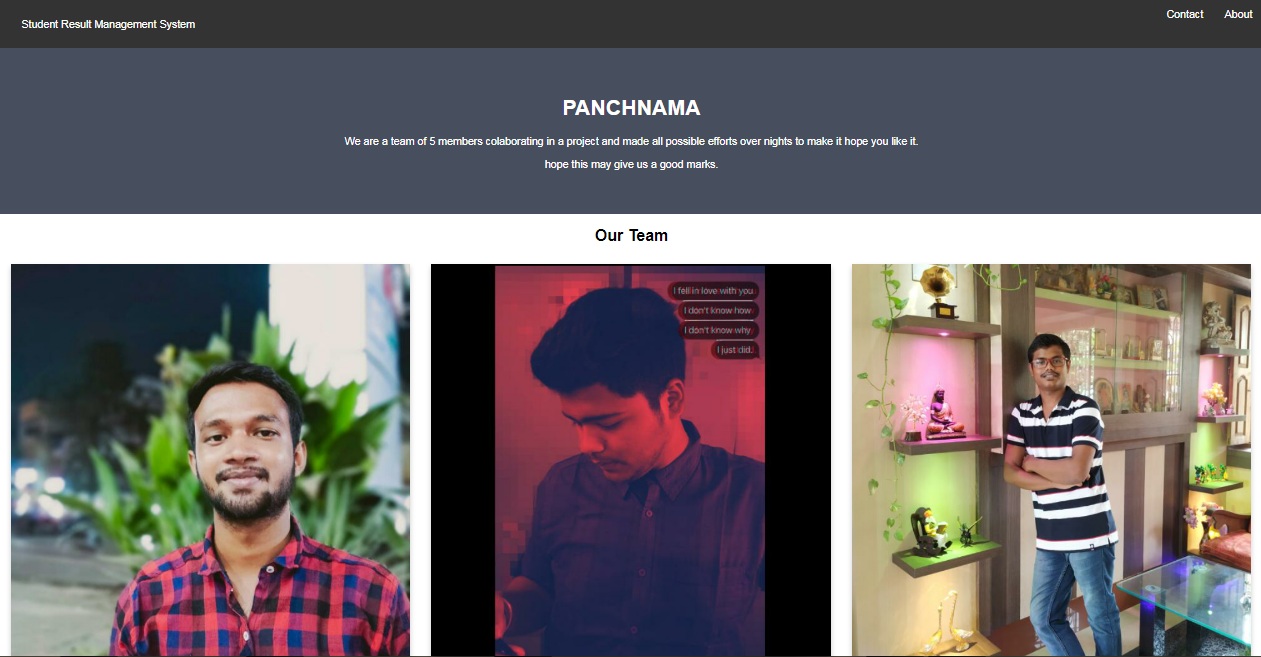 Student Result Management System
Contact
About
PANCHNAMA
We are a team of 5 members colaborating in a project and made all possible efforts over nights to make it hope you like it.
hope this may give us a good marks.
Our Team
I fell in love with you
I don't know how
I don't know why
I just did.